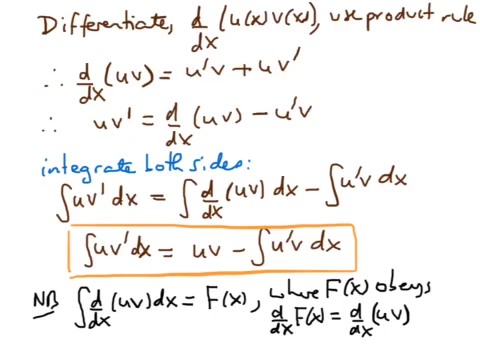 Differentiate, d/dx (u(x)v(x)), use product rule
∴ d/dx (uv) = u'v + uv'
∴ uv' = d/dx (uv) − u'v
integrate both sides:
∫uv' dx = ∫ d/dx (uv) dx − ∫u'v dx
∫uv'dx = uv − ∫u'v dx
NB ∫ d/dx (uv)dx = F(x), where F(x) obeys
d/dx F(x) = d/dx (uv)